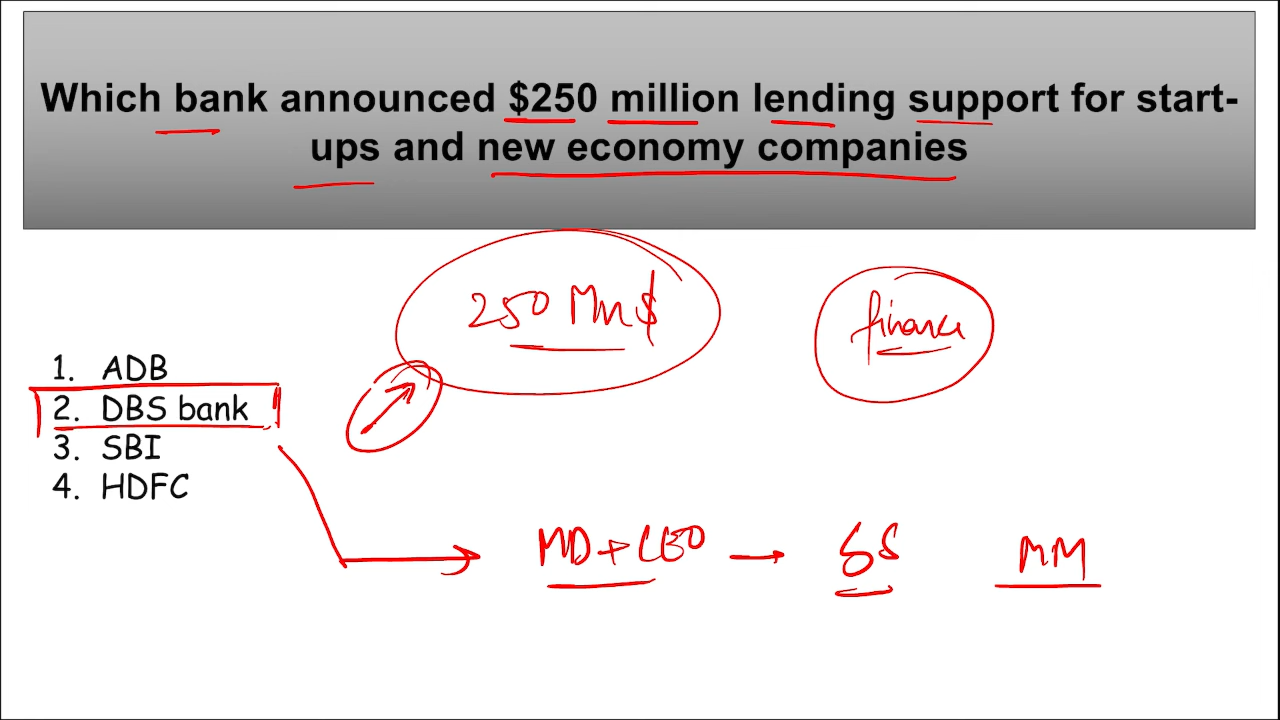 Which bank announced $250 million lending support for start-
ups and new economy companies
250 Mn $
finance
1. ADB
2. DBS bank
3. SBI
4. HDFC
MD+CEO → SS MM